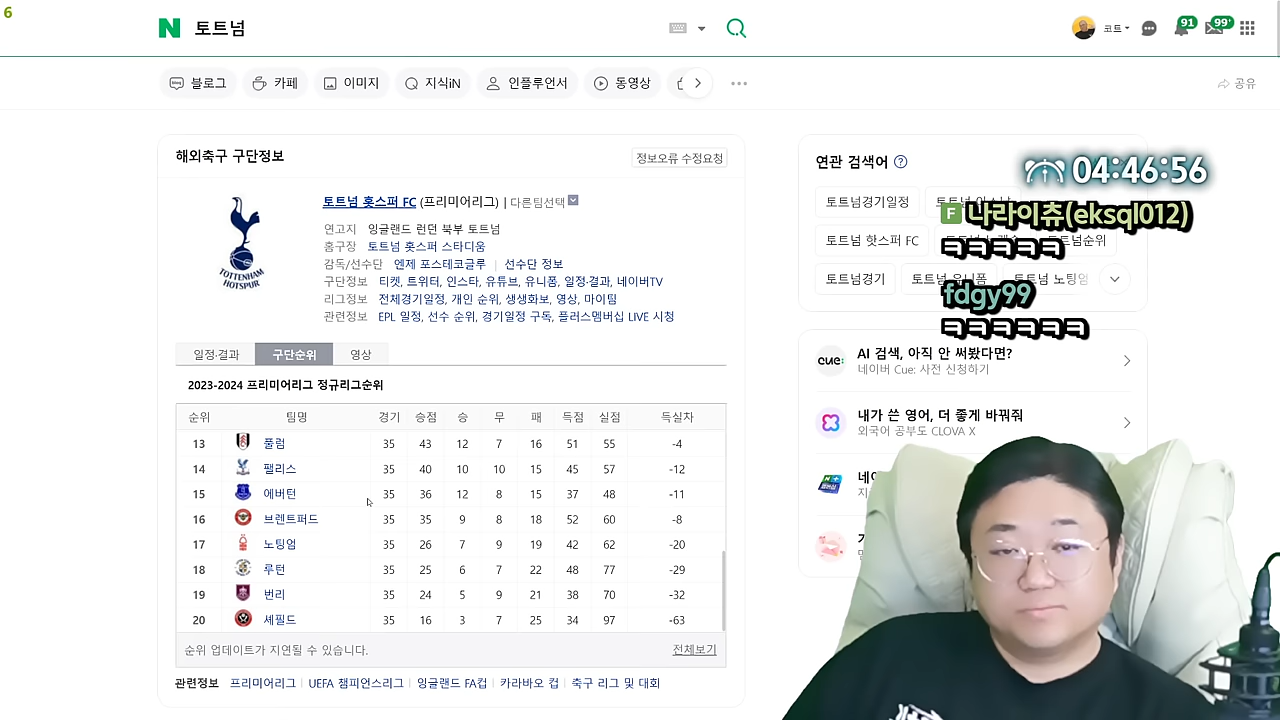 6
토트넘
코트
91
99+
블로그
카페
이미지
지식iN
인플루언서
동영상
공유
해외축구 구단정보
정보오류 수정요청
TOTTENHAM
HOTSPUR
토트넘 홋스퍼 FC (프리미어리그) | 다른팀선택
연고지 잉글랜드 런던 북부 토트넘
홈구장 토트넘 홋스퍼 스타디움
감독/선수단 엔제 포스테코글루 | 선수단 정보
구단정보 티켓, 트위터, 인스타, 유튜브, 유니폼, 일정·결과, 네이버TV
리그정보 전체경기일정, 개인 순위, 생생화보, 영상, 마이팀
관련정보 EPL 일정, 선수 순위, 경기일정 구독, 플러스멤버십 LIVE 시청
일정·결과 구단순위 영상
2023-2024 프리미어리그 정규리그순위
순위 팀명 경기 승점 승 무 패 득점 실점 득실차
13 풀럼 35 43 12 7 16 51 55 -4
14 팰리스 35 40 10 10 15 45 57 -12
15 에버턴 35 36 12 8 15 37 48 -11
16 브렌트퍼드 35 35 9 8 18 52 60 -8
17 노팅엄 35 26 7 9 19 42 62 -20
18 루턴 35 25 6 7 22 48 77 -29
19 번리 35 24 5 9 21 38 70 -32
20 셰필드 35 16 3 7 25 34 97 -63
순위 업데이트가 지연될 수 있습니다.
전체보기
관련정보 프리미어리그 | UEFA 챔피언스리그 | 잉글랜드 FA컵 | 카라바오 컵 | 축구 리그 및 대회
연관 검색어 ?
04:46:56
토트넘경기일정 토트넘
F 나라이츄(eksql012)
ㅋㅋㅋㅋㅋ
토트넘 핫스퍼 FC
토트넘순위
토트넘경기 토트넘 유니폼 토트넘 노팅엄
fdgy99
ㅋㅋㅋㅋㅋㅋ
cue:
AI 검색, 아직 안 써봤다면?
네이버 Cue: 사전 신청하기
내가 쓴 영어, 더 좋게 바꿔줘
외국어 공부도 CLOVA X